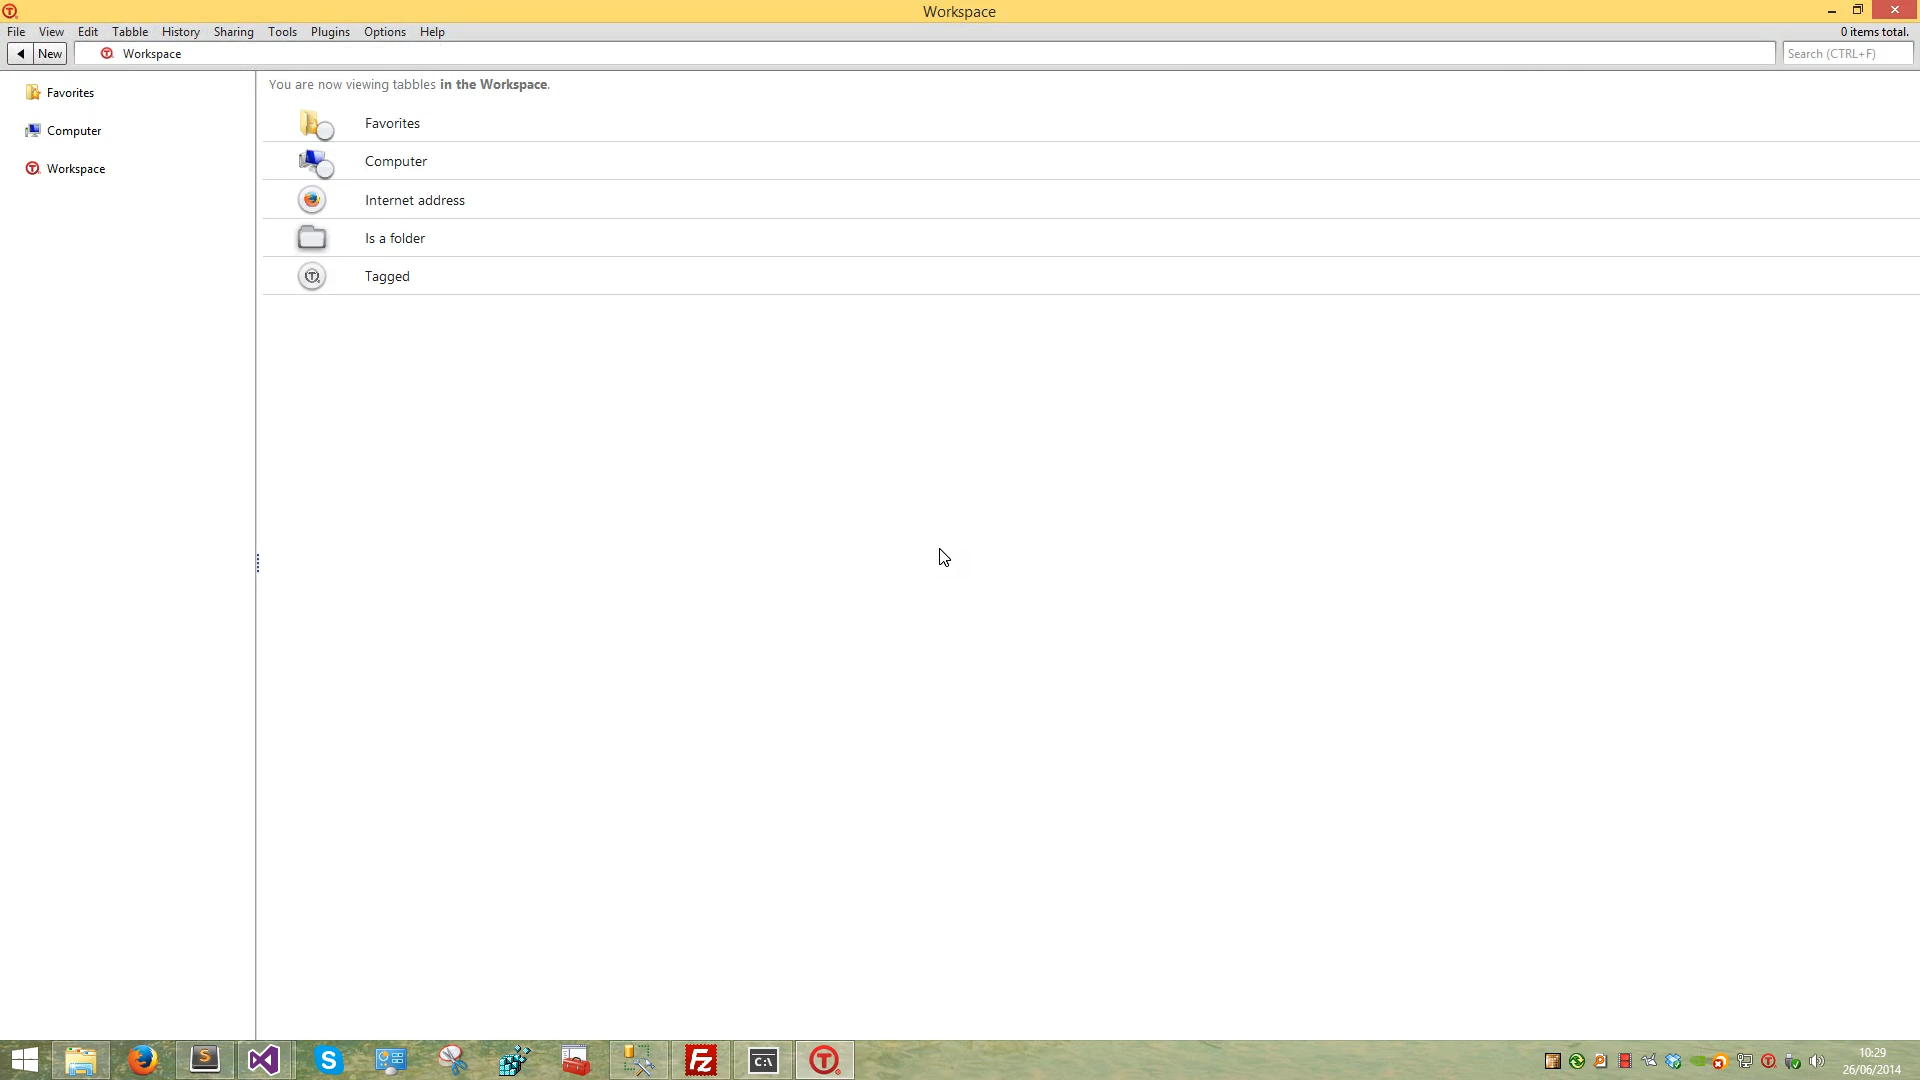 Workspace
File View Edit Tabble History Sharing Tools Plugins Options Help
0 items total.
New
Workspace
Search (CTRL+F)
Favorites
Computer
Workspace
You are now viewing tabbles in the Workspace.
Favorites
Computer
Internet address
Is a folder
Tagged
10:29
26/06/2014